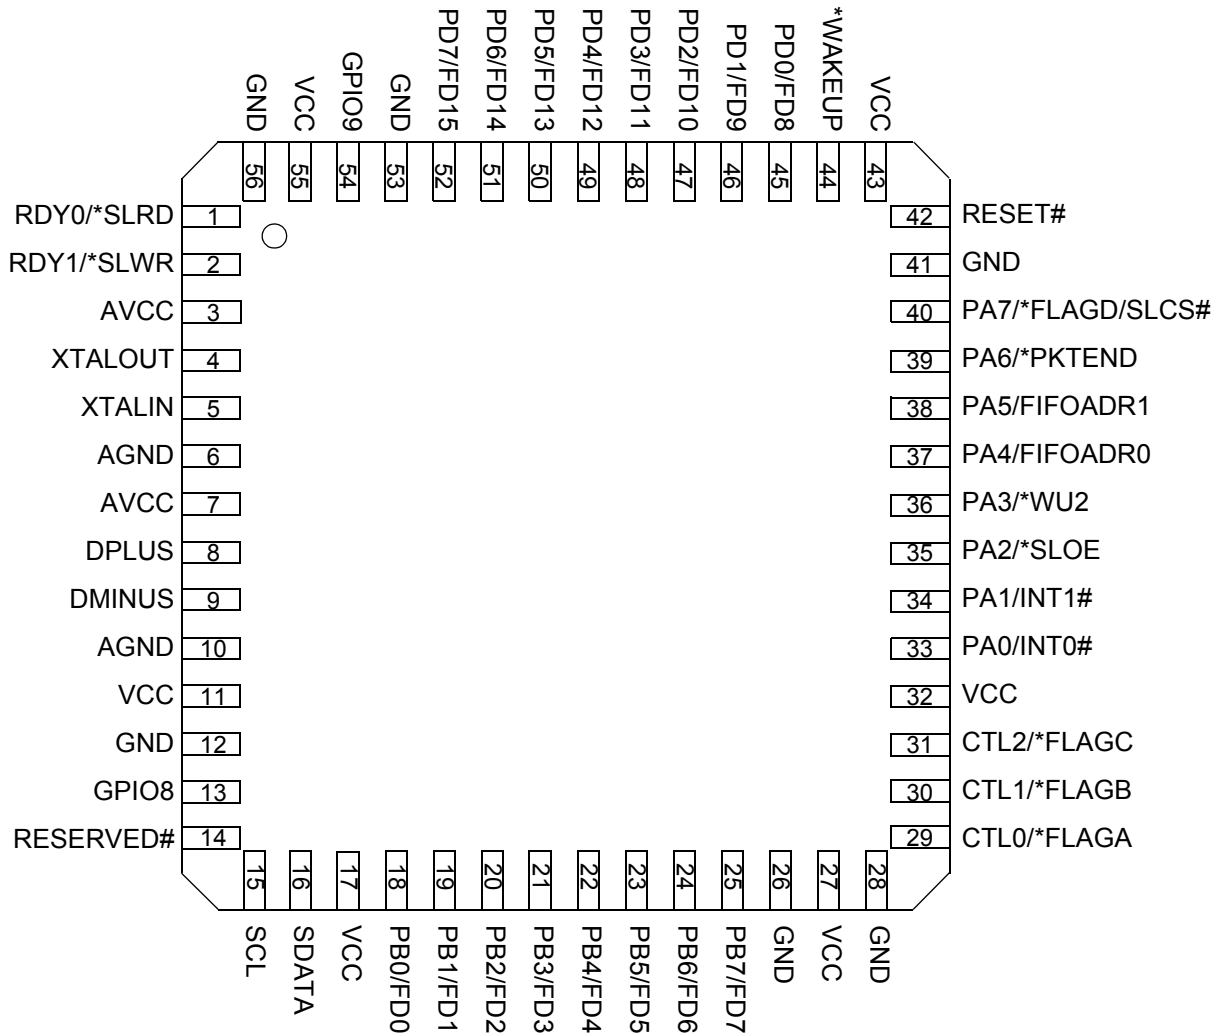 GND
VCC
GPIO9
GND
PD7/FD15
PD6/FD14
PD5/FD13
PD4/FD12
PD3/FD11
PD2/FD10
PD1/FD9
PD0/FD8
*WAKEUP
VCC
56
55
54
53
52
51
50
49
48
47
46
45
44
43
RDY0/*SLRD 1
RDY1/*SLWR 2
AVCC 3
XTALOUT 4
XTALIN 5
AGND 6
AVCC 7
DPLUS 8
DMINUS 9
AGND 10
VCC 11
GND 12
GPIO8 13
RESERVED# 14
42 RESET#
41 GND
40 PA7/*FLAGD/SLCS#
39 PA6/*PKTEND
38 PA5/FIFOADR1
37 PA4/FIFOADR0
36 PA3/*WU2
35 PA2/*SLOE
34 PA1/INT1#
33 PA0/INT0#
32 VCC
31 CTL2/*FLAGC
30 CTL1/*FLAGB
29 CTL0/*FLAGA
15
16
17
18
19
20
21
22
23
24
25
26
27
28
SCL
SDATA
VCC
PB0/FD0
PB1/FD1
PB2/FD2
PB3/FD3
PB4/FD4
PB5/FD5
PB6/FD6
PB7/FD7
GND
VCC
GND